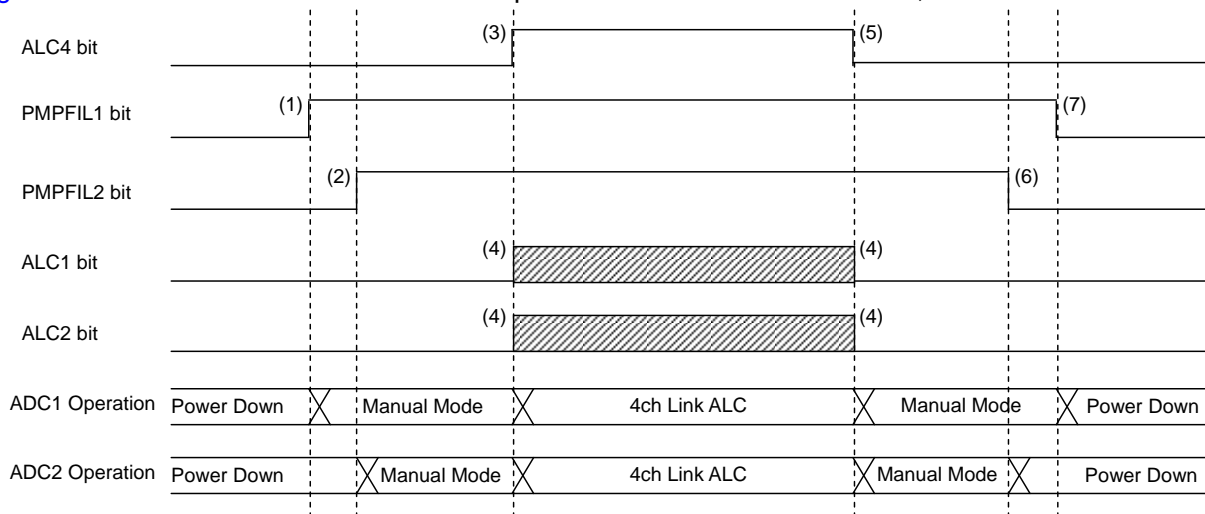 ALC4 bit (3) (5)
PMPFIL1 bit (1) (7)
PMPFIL2 bit (2) (6)
ALC1 bit (4) (4)
ALC2 bit (4) (4)
ADC1 Operation Power Down Manual Mode 4ch Link ALC Manual Mode Power Down
ADC2 Operation Power Down Manual Mode 4ch Link ALC Manual Mode Power Down